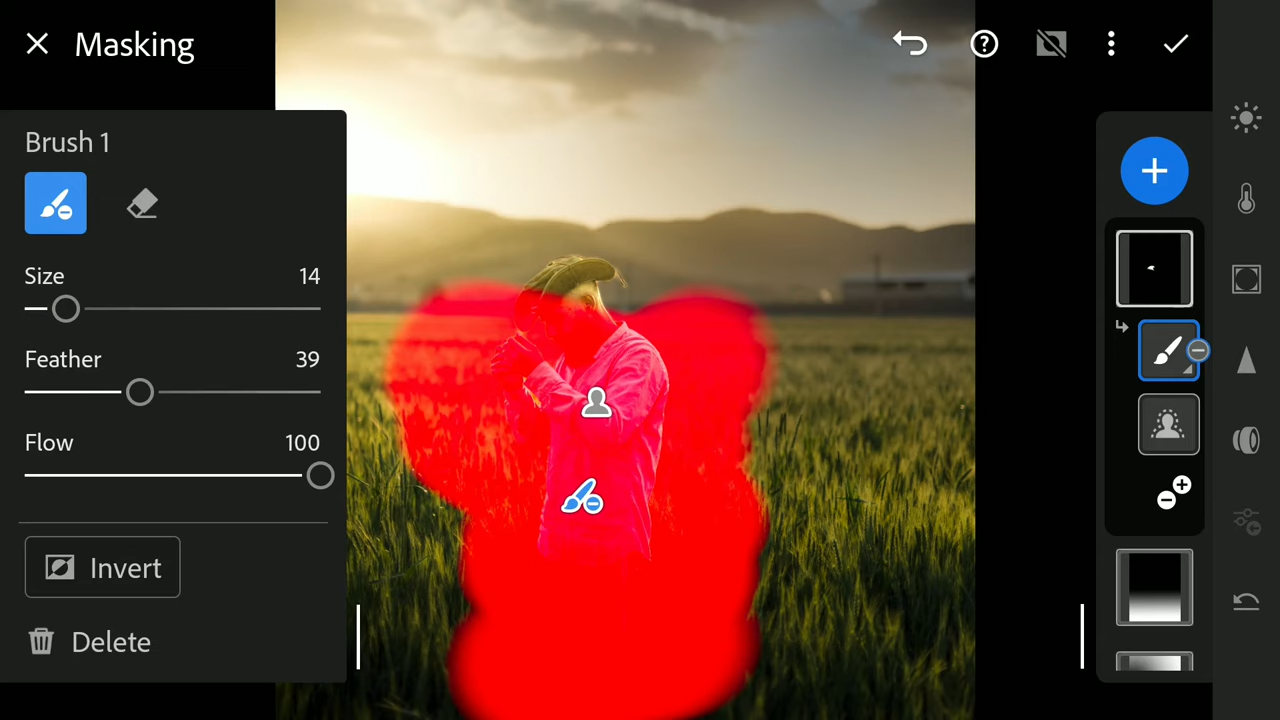 Masking
Brush 1
Size 14
Feather 39
Flow 100
Invert
Delete